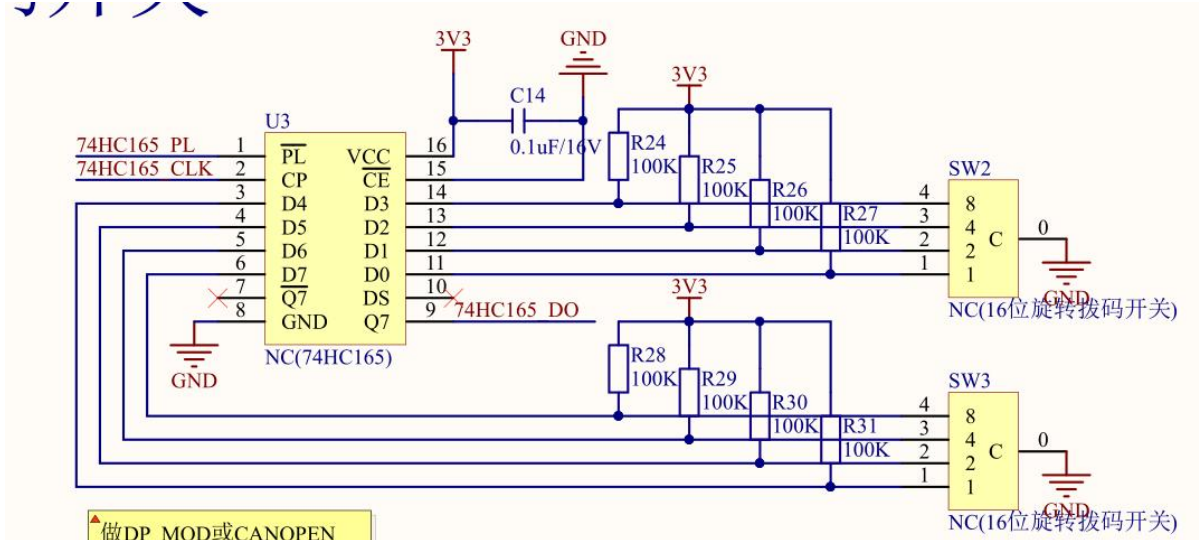 3V3
GND
C14
0.1uF/16V
3V3
U3
74HC165 PL
74HC165 CLK
1
PL
VCC
16
2
CP
CE
15
3
D4
D3
14
4
D5
D2
13
5
D6
D1
12
6
D7
D0
11
7
Q7
DS
10
8
GND
Q7
9
74HC165 DO
NC(74HC165)
GND
R24
100K
R25
100K
R26
100K
R27
100K
SW2
4
8
3
4
2
2
1
1
C
0
GND
NC(16位旋转拨码开关)
3V3
R28
100K
R29
100K
R30
100K
R31
100K
SW3
4
8
3
4
2
2
1
1
C
0
GND
NC(16位旋转拨码开关)
做DP_MOD或CANOPEN